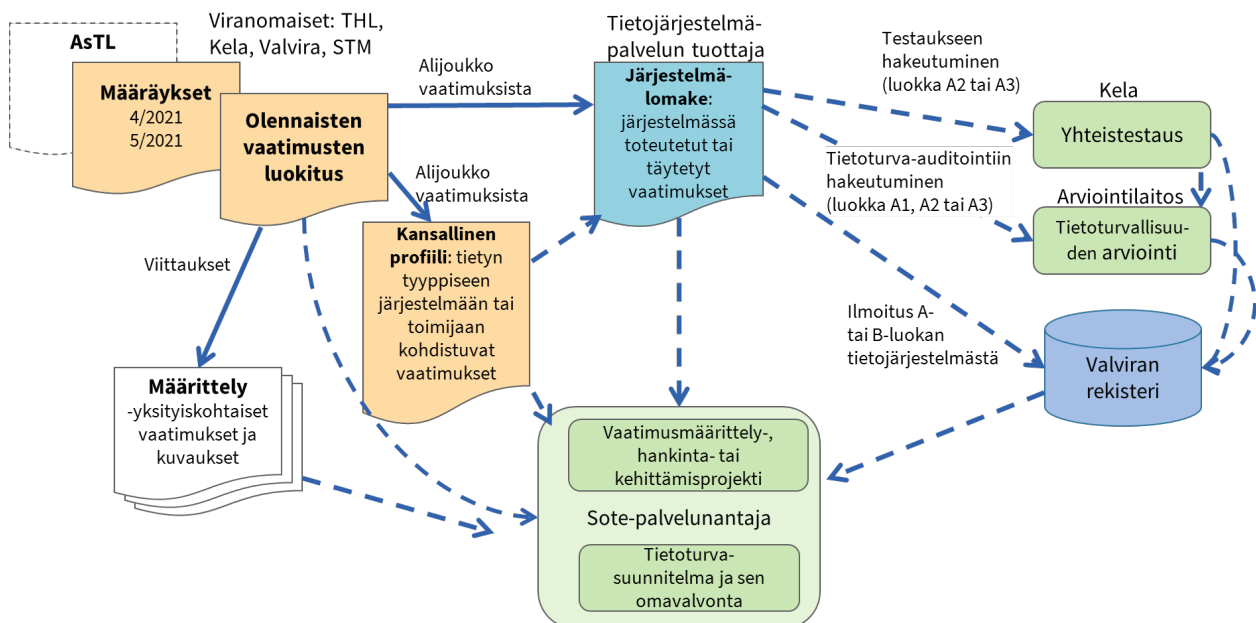 AsTL
Viranomaiset: THL,
Kela, Valvira, STM
Määräykset
4/2021
5/2021
Olennaisten
vaatimusten
luokitus
Alijoukko
vaatimuksista
Alijoukko
vaatimuksista
Viittaukset
Kansallinen
profiili: tietyn
tyyppiseen
järjestelmään tai
toimijaan
kohdistuvat
vaatimukset
Määrittely
-yksityiskohtaiset
vaatimukset ja
kuvaukset
Tietojärjestelmä-
palvelun tuottaja
Järjestelmä-
lomake:
järjestelmässä
toteutetut tai
täytetyt
vaatimukset
Testaukseen
hakeutuminen
(luokka A2 tai A3)
Tietoturva-auditointiin
hakeutuminen
(luokka A1, A2 tai A3)
Ilmoitus A-
tai B-luokan
tietojärjestelmästä
Kela
Yhteistestaus
Arviointilaitos
Tietoturvallisuu-
den arviointi
Valviran
rekisteri
Vaatimusmäärittely-,
hankinta- tai
kehittämisprojekti
Sote-palvelunantaja
Tietoturva-
suunnitelma ja sen
omavalvonta